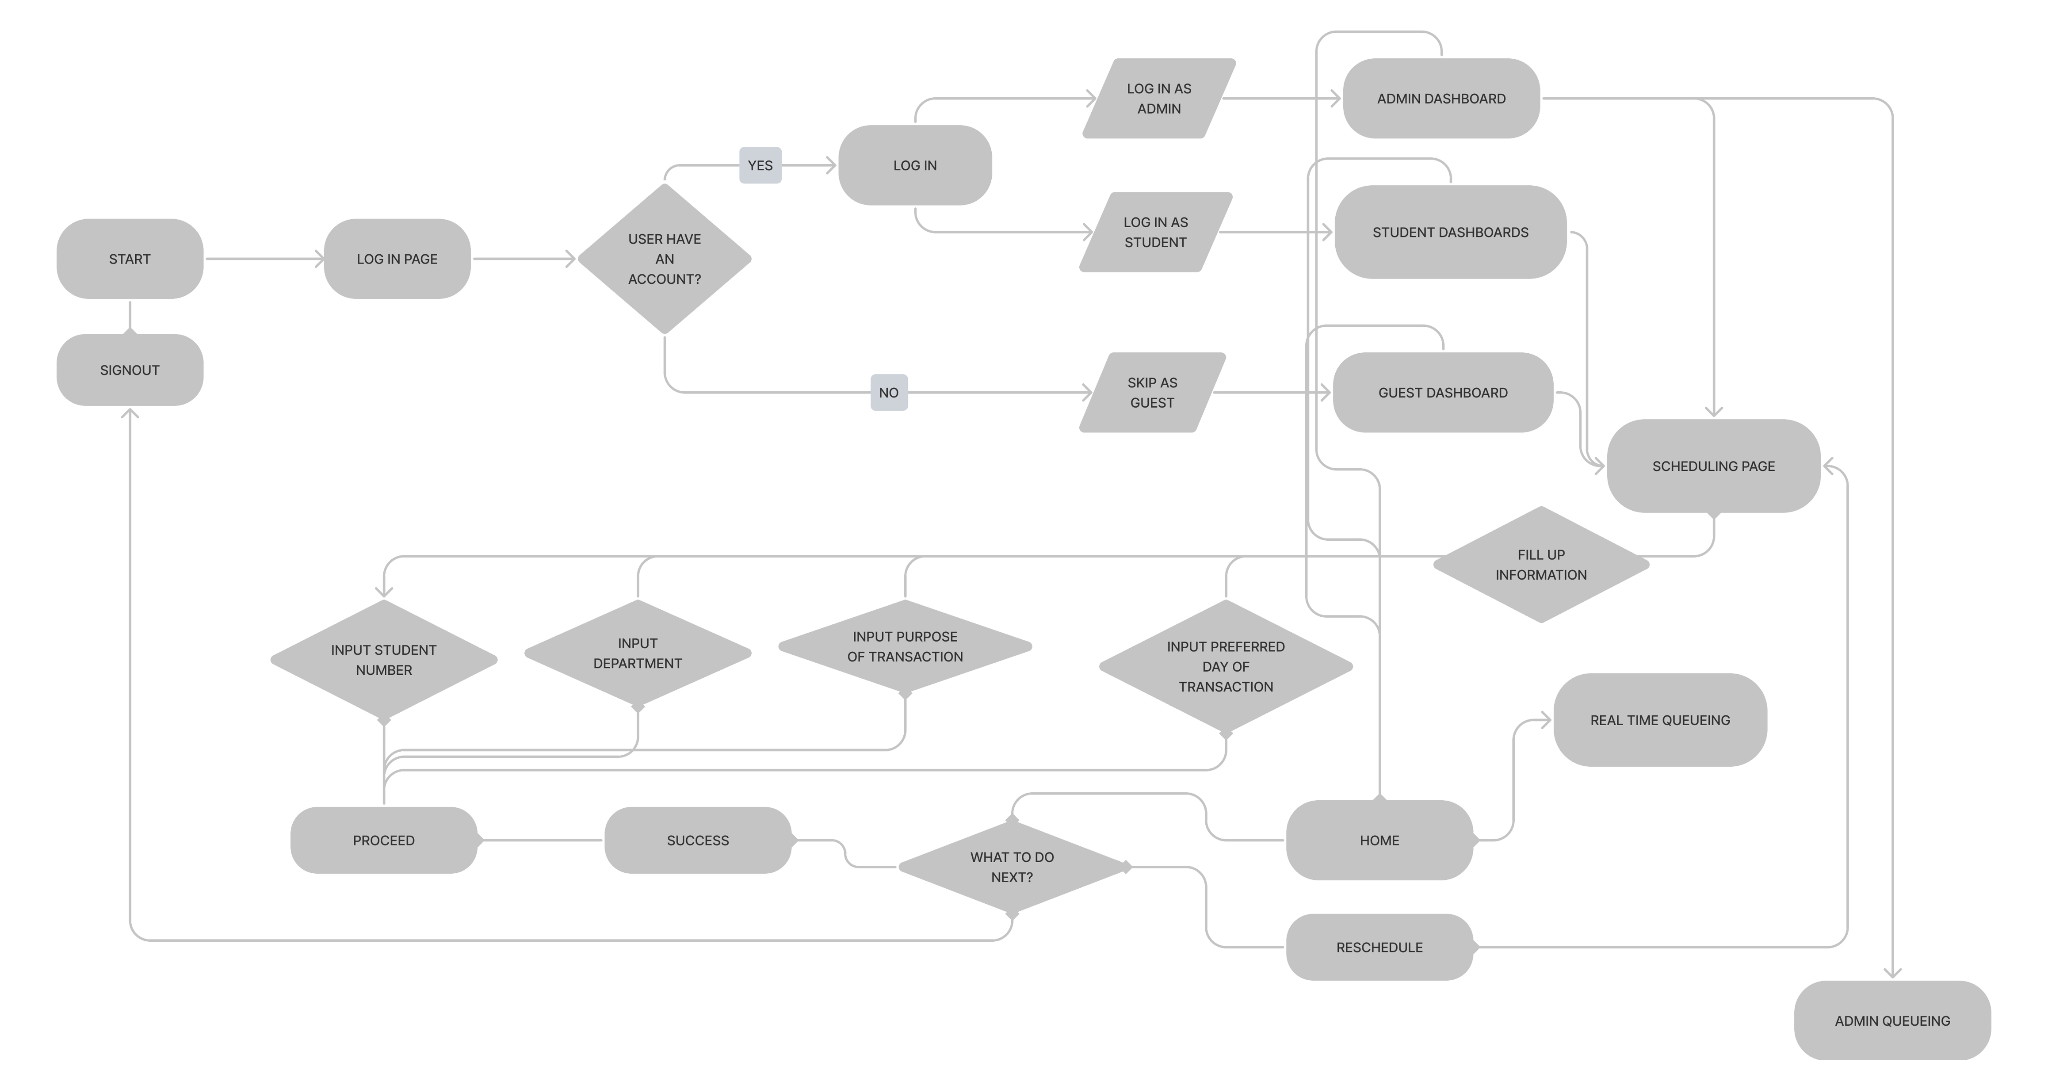 LOG IN AS
ADMIN
ADMIN DASHBOARD
YES
LOG IN
START
LOG IN PAGE
USER HAVE
AN
ACCOUNT?
LOG IN AS
STUDENT
STUDENT DASHBOARDS
SIGNOUT
NO
SKIP AS
GUEST
GUEST DASHBOARD
SCHEDULING PAGE
FILL UP
INFORMATION
INPUT STUDENT
NUMBER
INPUT
DEPARTMENT
INPUT PURPOSE
OF TRANSACTION
INPUT PREFERRED
DAY OF
TRANSACTION
REAL TIME QUEUEING
PROCEED
SUCCESS
WHAT TO DO
NEXT?
HOME
RESCHEDULE
ADMIN QUEUEING